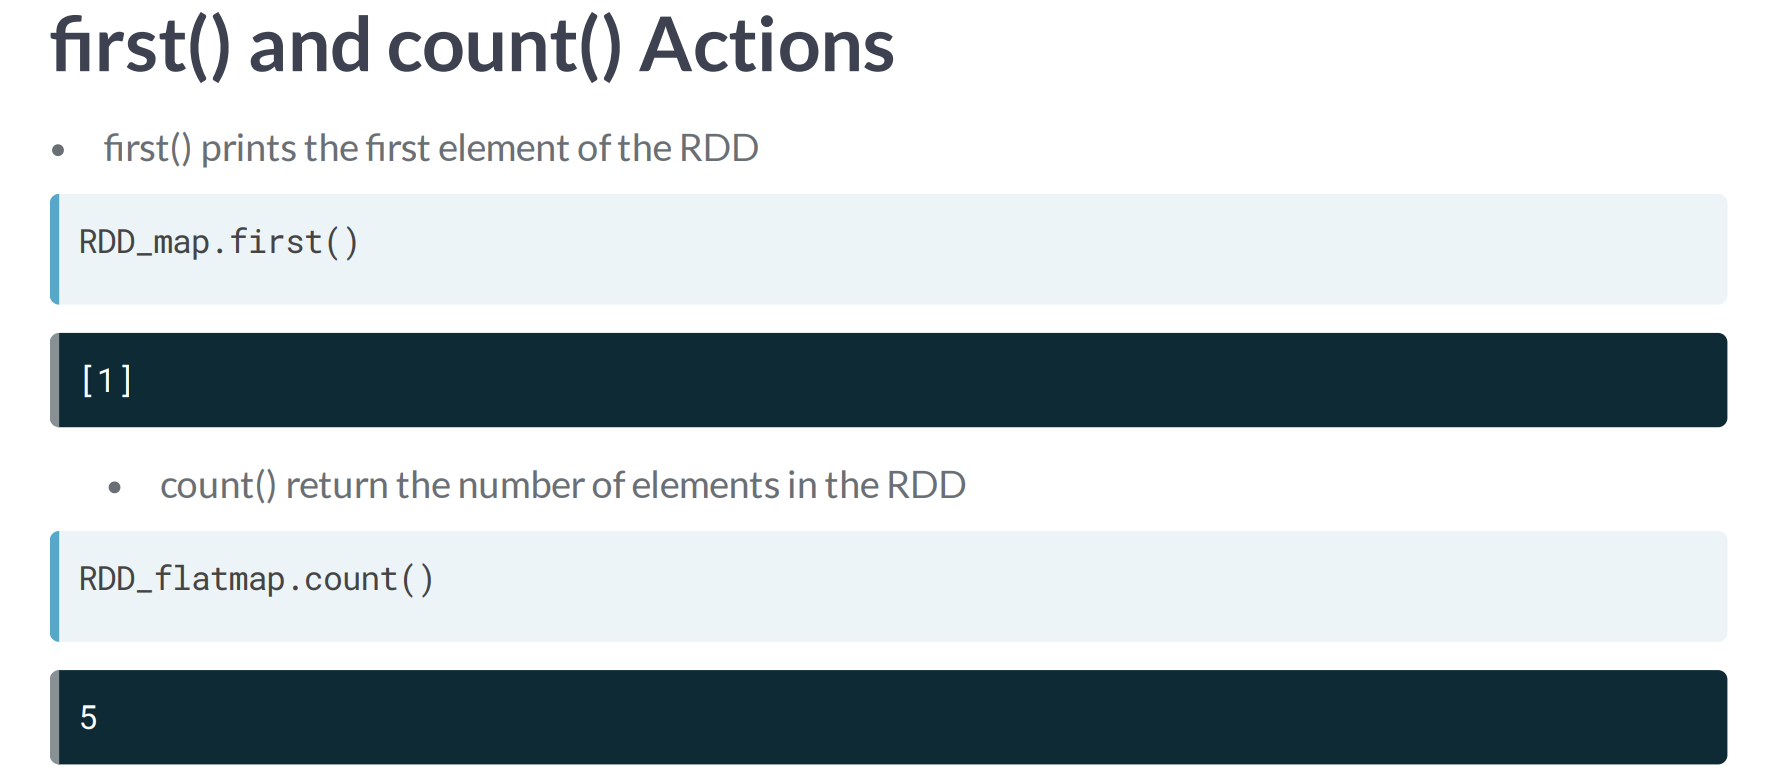 first() and count() Actions
• first() prints the first element of the RDD
RDD_map.first()
[1]
• count() return the number of elements in the RDD
RDD_flatmap.count()
5